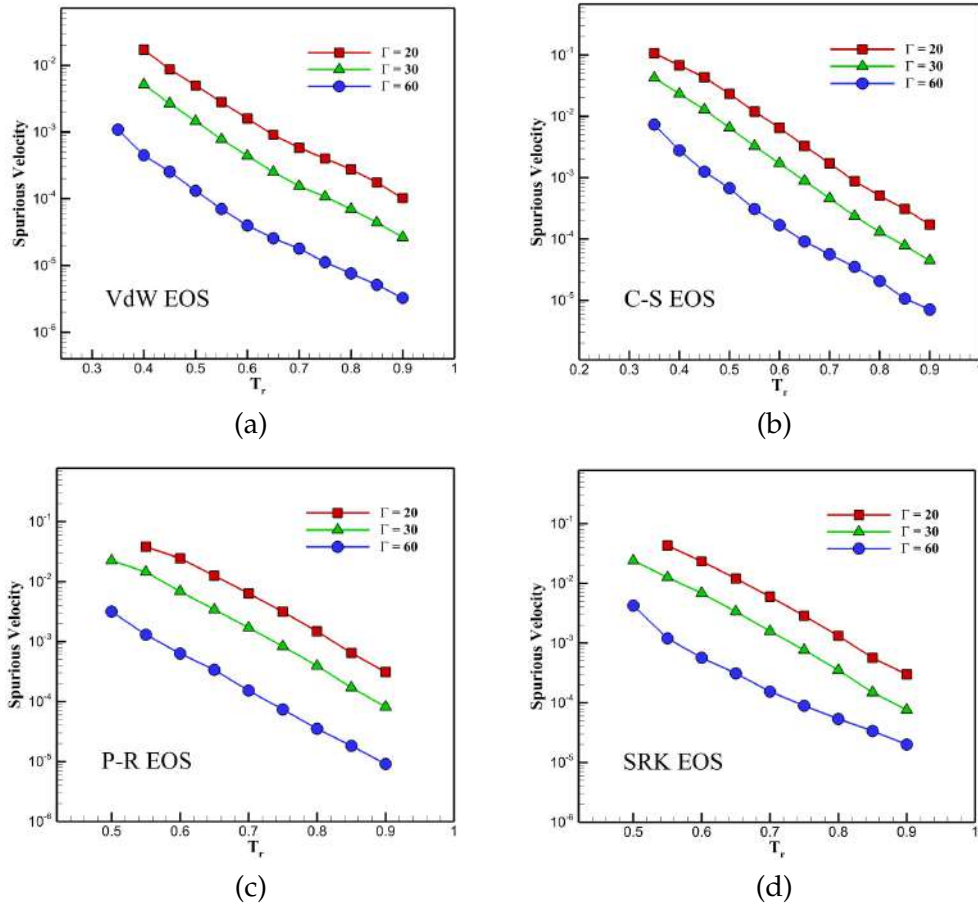 Γ = 20
Γ = 30
Γ = 60
10⁻²
10⁻³
10⁻⁴
10⁻⁵
10⁻⁶
Spurious Velocity
VdW EOS
0.3 0.4 0.5 0.6 0.7 0.8 0.9 1
Tᵣ
(a)
Γ = 20
Γ = 30
Γ = 60
10⁻¹
10⁻²
10⁻³
10⁻⁴
10⁻⁵
Spurious Velocity
C-S EOS
0.2 0.3 0.4 0.5 0.6 0.7 0.8 0.9 1
Tᵣ
(b)
Γ = 20
Γ = 30
Γ = 60
10⁻¹
10⁻²
10⁻³
10⁻⁴
10⁻⁵
10⁻⁶
Spurious Velocity
P-R EOS
0.5 0.6 0.7 0.8 0.9 1
Tᵣ
(c)
Γ = 20
Γ = 30
Γ = 60
10⁻¹
10⁻²
10⁻³
10⁻⁴
10⁻⁵
10⁻⁶
Spurious Velocity
SRK EOS
0.5 0.6 0.7 0.8 0.9 1
Tᵣ
(d)